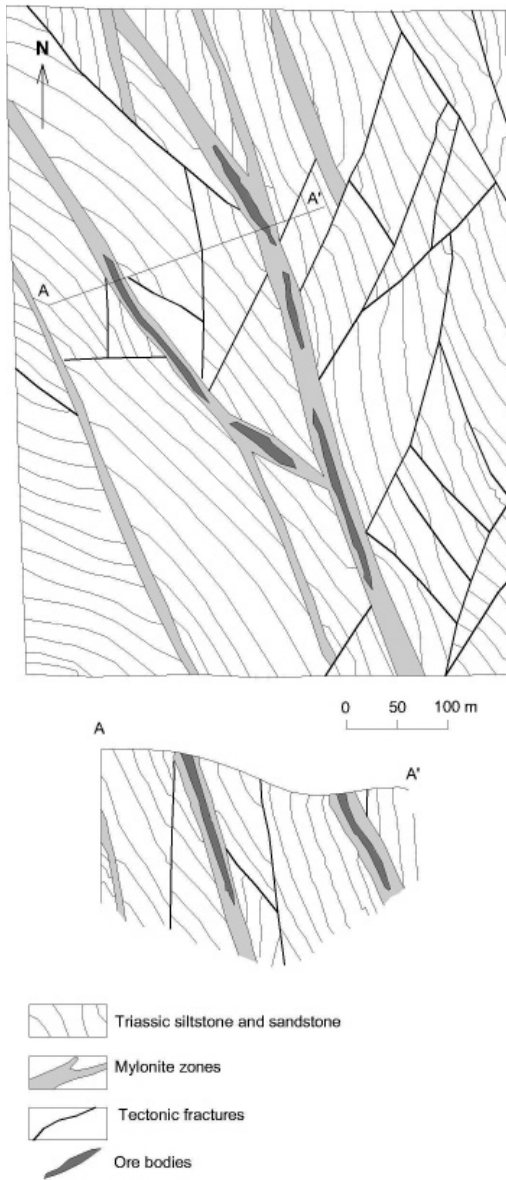 N
A'
A
0 50 100 m
A
A'
Triassic siltstone and sandstone
Mylonite zones
Tectonic fractures
Ore bodies